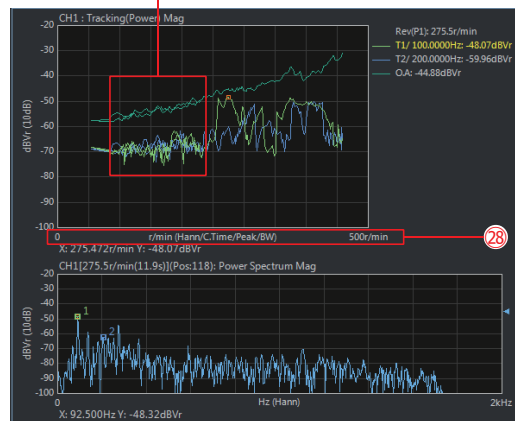 CH1 : Tracking(Power) Mag
Rev(P1): 275.5r/min
T1/ 100.0000Hz: -48.07dBVr
T2/ 200.0000Hz: -59.96dBVr
OA: -44.88dBVr
dBVr (10dB)
-20
-30
-40
-50
-60
-70
-80
-90
-100
0 r/min (Hann/C.Time/Peak/BW) 500r/min
28
X: 275.472r/min Y: -48.07dBVr
CH1[275.5r/min(11.9s)](Pos:118): Power Spectrum Mag
dBVr (10dB)
-20
-30
-40
-50
-60
-70
-80
-90
-100
1
2
0 Hz (Hann) 2kHz
X: 92.500Hz Y: -48.32dBVr